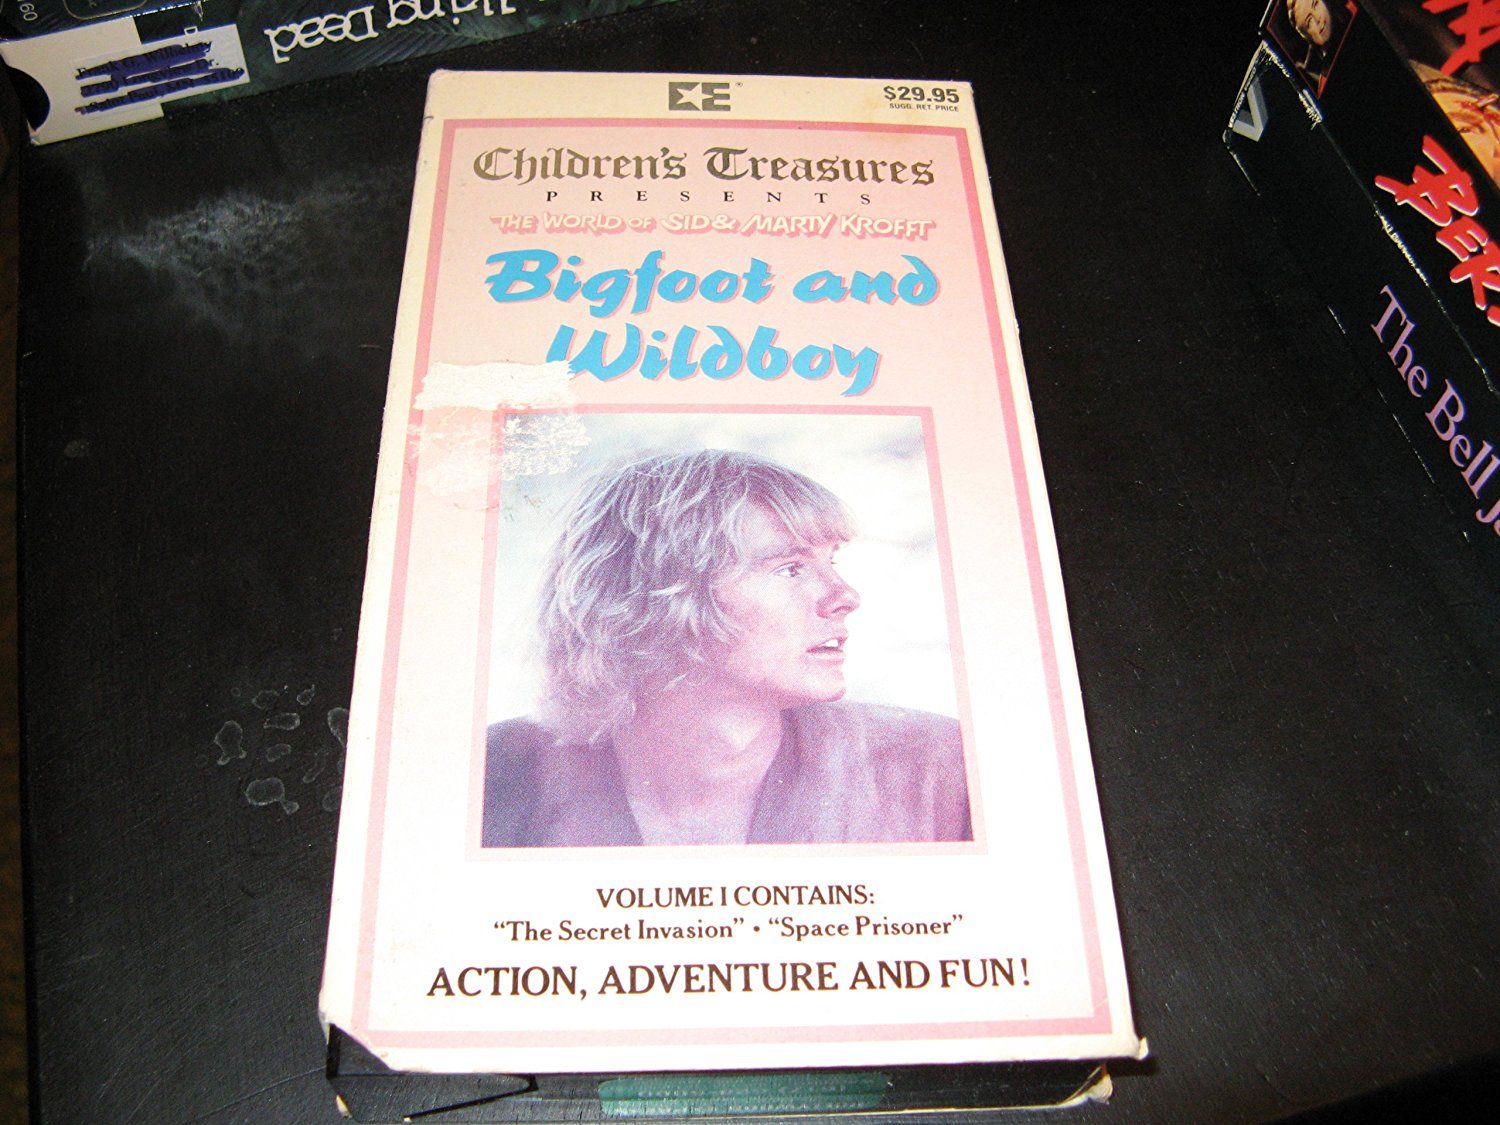 $29.95
SUGG. RET. PRICE
Children's Treasures
PRESENTS
THE WORLD OF SID & MARTY KROFFT
Bigfoot and
Wildboy
VOLUME I CONTAINS:
"The Secret Invasion" • "Space Prisoner"
ACTION, ADVENTURE AND FUN!
Dead
The Bell